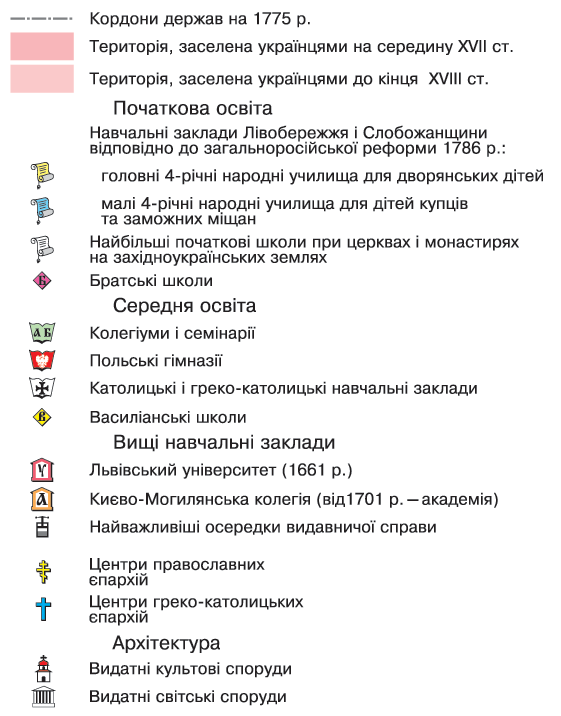 Кордони держав на 1775 р.
Територія, заселена українцями на середину XVII ст.
Територія, заселена українцями до кінця XVIII ст.
Початкова освіта
Навчальні заклади Лівобережжя і Слобожанщини
відповідно до загальноросійської реформи 1786 р.:
головні 4-річні народні училища для дворянських дітей
малі 4-річні народні училища для дітей купців
та заможних міщан
Найбільші початкові школи при церквах і монастирях
на західноукраїнських землях
Б
Братські школи
Середня освіта
А Б
Колегіуми і семінарії
Польські гімназії
Католицькі і греко-католицькі навчальні заклади
В
Василіанські школи
Вищі навчальні заклади
У
Львівський університет (1661 р.)
А
Києво-Могилянська колегія (від1701 р. – академія)
Найважливіші осередки видавничої справи
Центри православних
єпархій
Центри греко-католицьких
єпархій
Архітектура
Видатні культові споруди
Видатні світські споруди